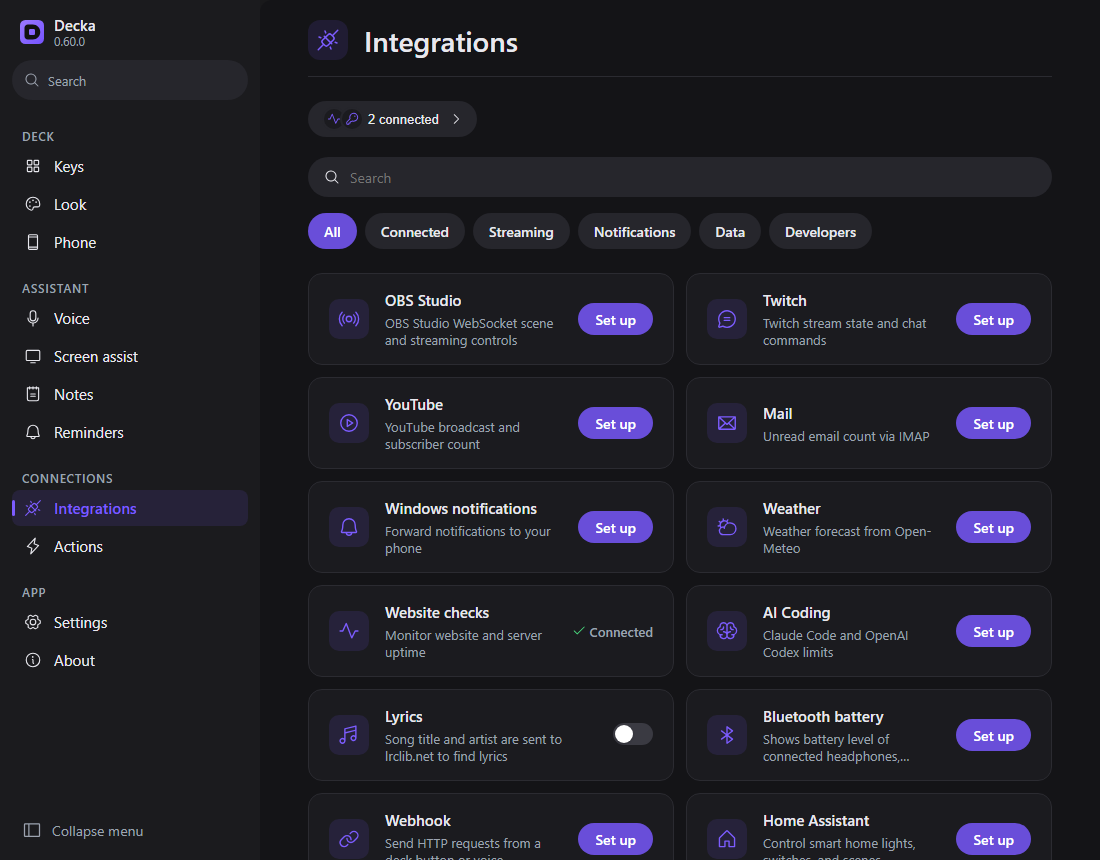 Decka
0.60.0
Search
DECK
Keys
Look
Phone
ASSISTANT
Voice
Screen assist
Notes
Reminders
CONNECTIONS
Integrations
Actions
APP
Settings
About
Collapse menu
Integrations
2 connected
Search
All
Connected
Streaming
Notifications
Data
Developers
OBS Studio
OBS Studio WebSocket scene
and streaming controls
Set up
Twitch
Twitch stream state and chat
commands
Set up
YouTube
YouTube broadcast and
subscriber count
Set up
Mail
Unread email count via IMAP
Set up
Windows notifications
Forward notifications to your
phone
Set up
Weather
Weather forecast from Open-
Meteo
Set up
Website checks
Monitor website and server
uptime
Connected
AI Coding
Claude Code and OpenAI
Codex limits
Set up
Lyrics
Song title and artist are sent to
lrclib.net to find lyrics
Bluetooth battery
Shows battery level of
connected headphones,...
Set up
Webhook
Send HTTP requests from a
deck button or voice
Set up
Home Assistant
Control smart home lights,
switches, and scenes
Set up